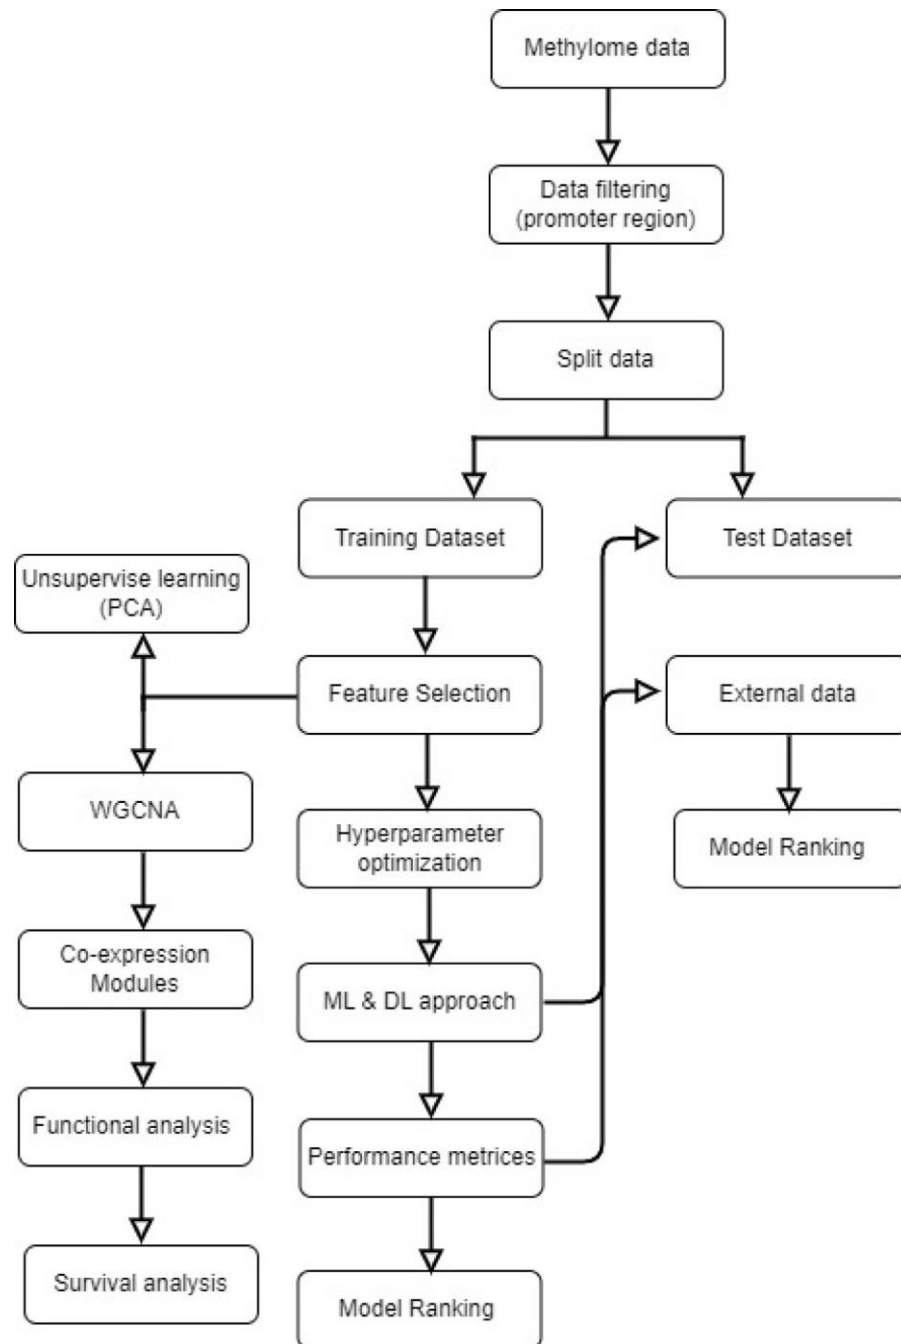 Methylome data
Data filtering
(promoter region)
Split data
Training Dataset
Test Dataset
Unsupervise learning
(PCA)
Feature Selection
External data
WGCNA
Hyperparameter
optimization
Model Ranking
Co-expression
Modules
ML & DL approach
Functional analysis
Performance metrices
Survival analysis
Model Ranking